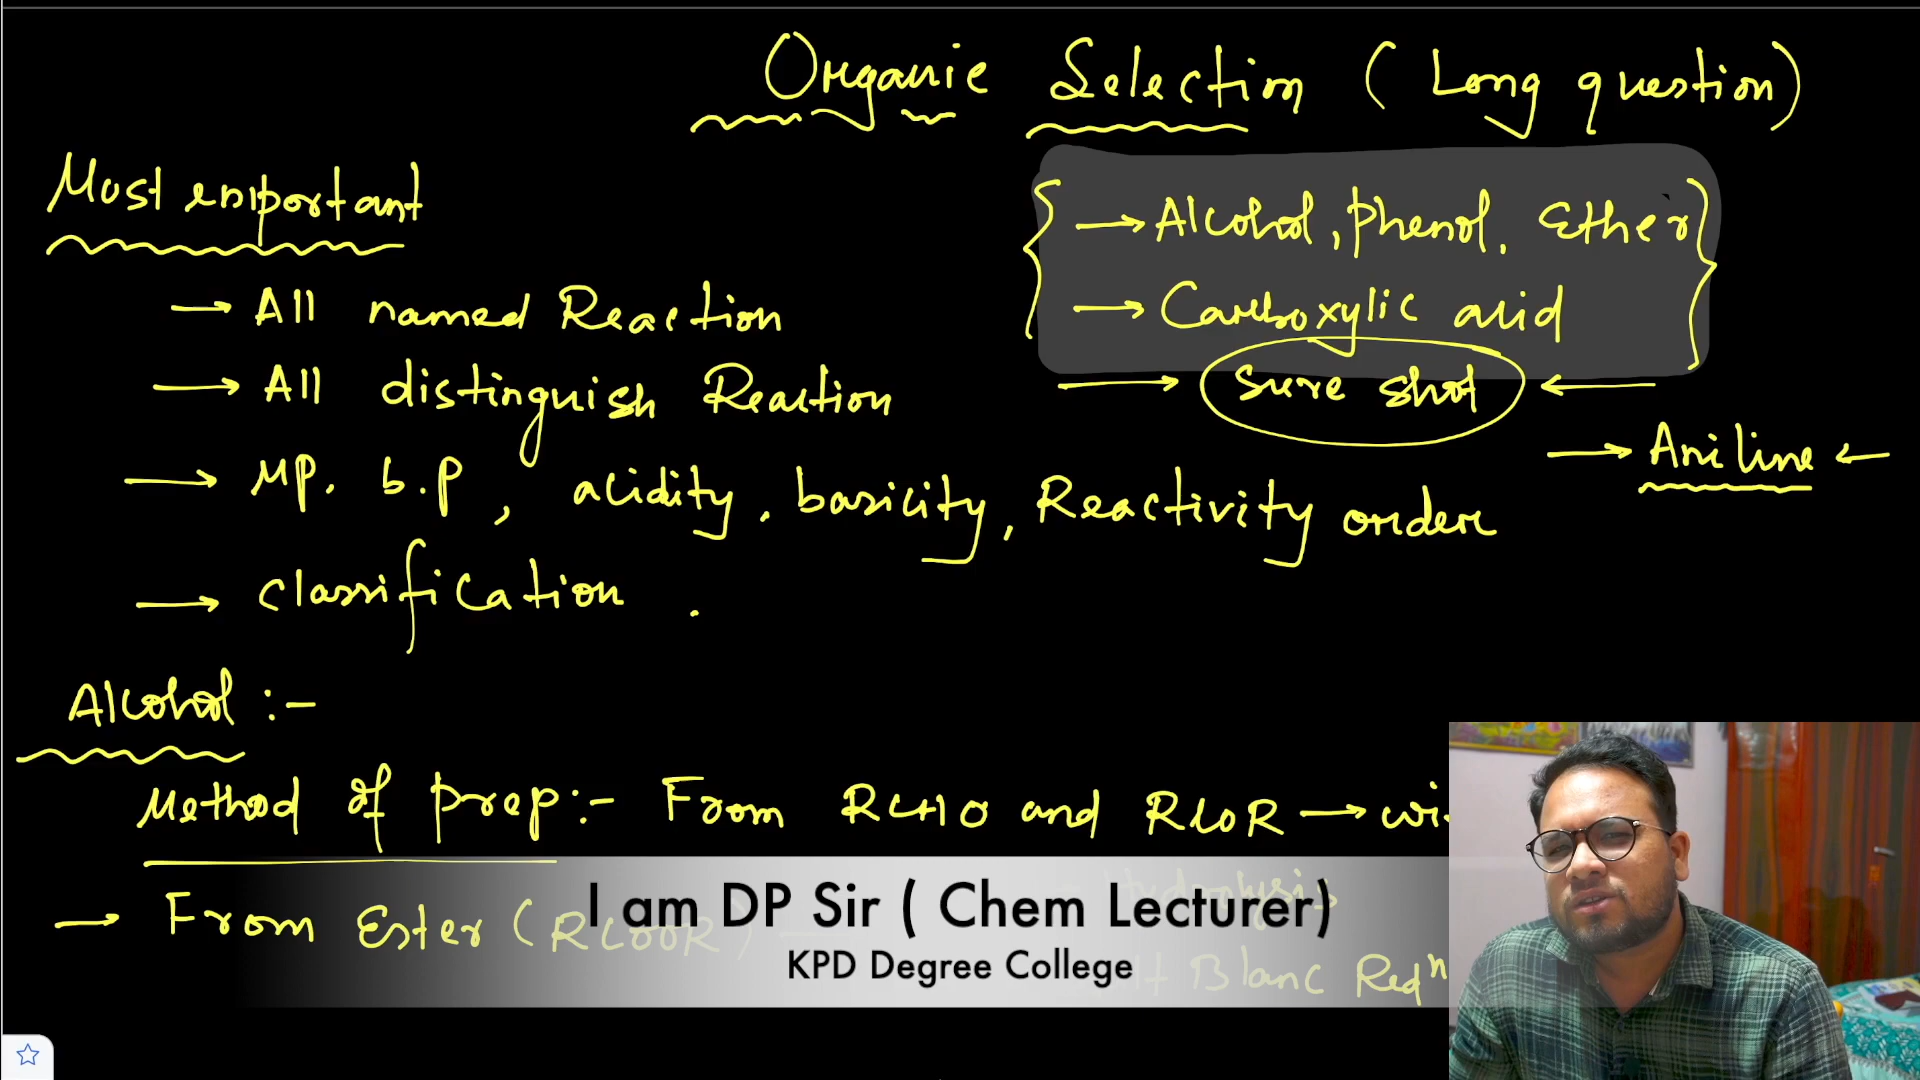 Organic Selection (Long question)
Most important
→ Alcohol, phenol, Ether
→ Carboxylic acid
→ All named Reaction
→ All distinguish Reaction
→ sure shot ←
→ Aniline ←
→ MP. b.p, acidity, basicity, Reactivity order
→ classification .
Alcohol :-
Method of prep:- From RCHO and RCOR → wi
→ From Ester (RCOOR) → Hydrolysis
Blanc Redⁿ
I am DP Sir ( Chem Lecturer)
KPD Degree College